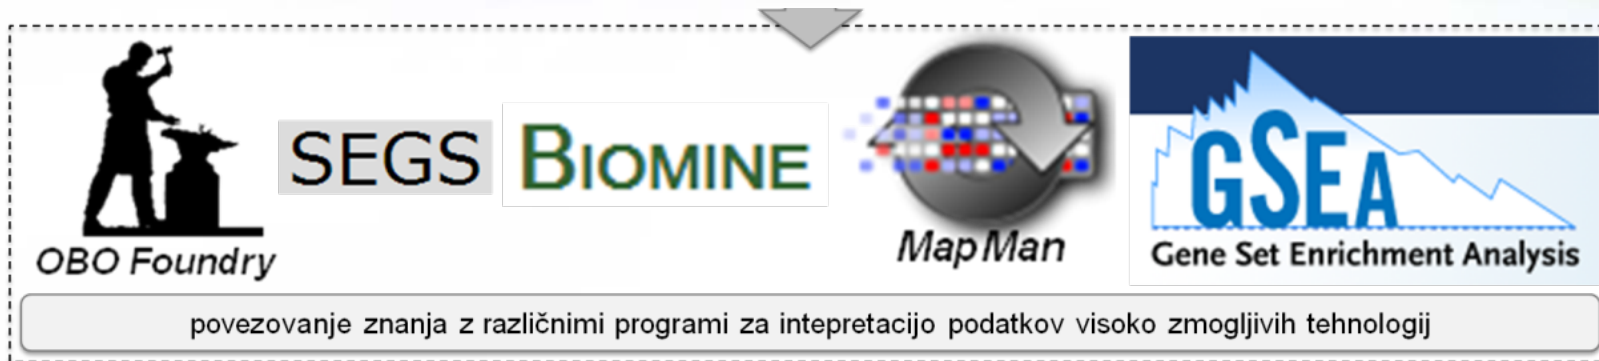 OBO Foundry
SEGS
BIOMINE
MapMan
GSEA
Gene Set Enrichment Analysis
povezovanje znanja z različnimi programi za intepretacijo podatkov visoko zmogljivih tehnologij